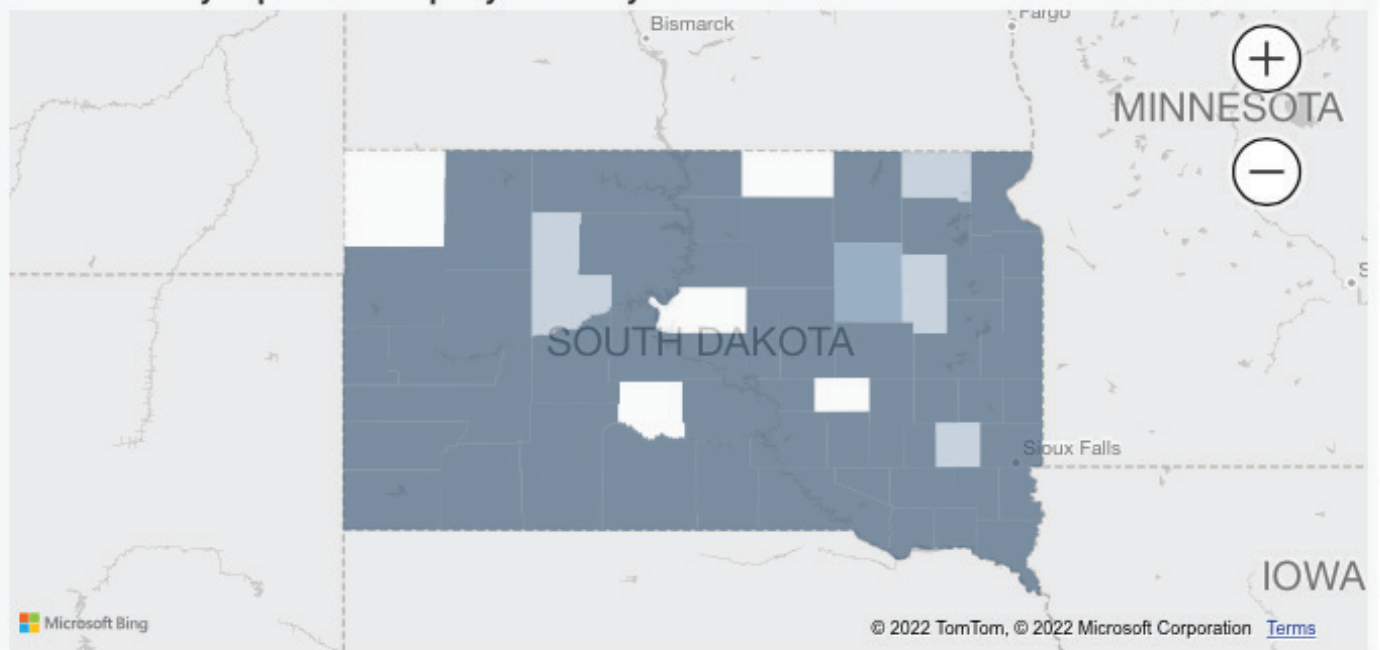 Bismarck
Fargo
MINNESOTA
SOUTH DAKOTA
Sioux Falls
IOWA
Microsoft Bing
© 2022 TomTom, © 2022 Microsoft Corporation Terms